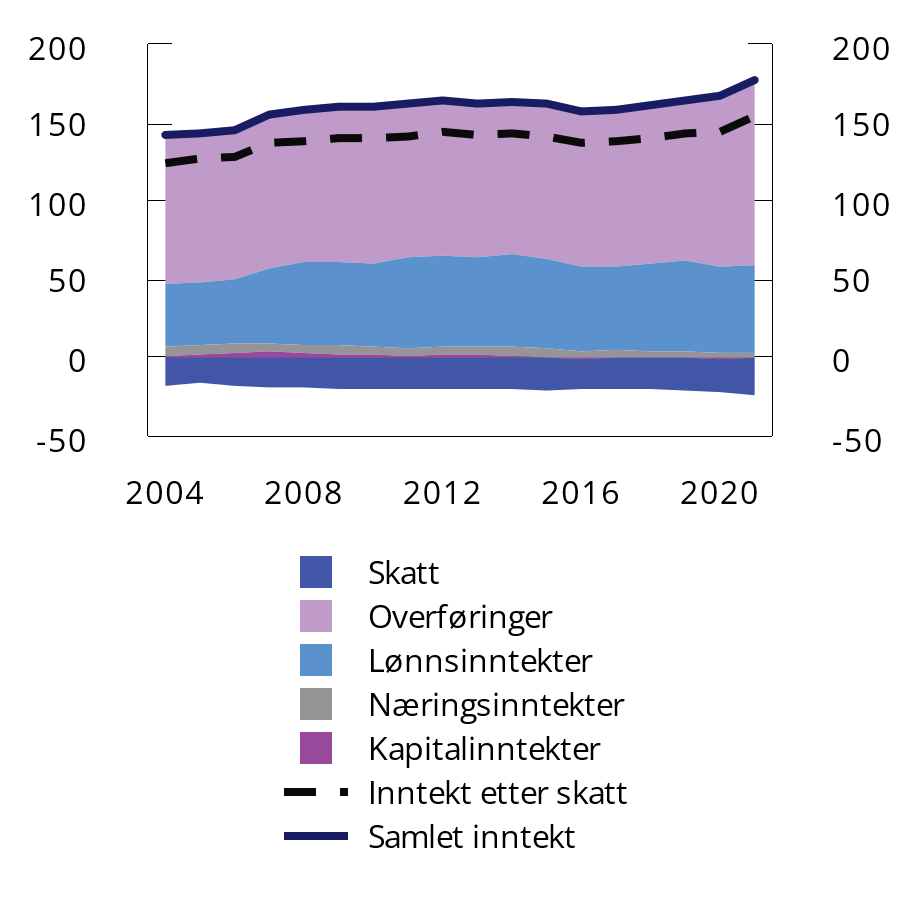 200 200
150 150
100 100
50 50
0 0
-50 -50
2004 2008 2012 2016 2020
Skatt
Overføringer
Lønnsinntekter
Næringsinntekter
Kapitalinntekter
Inntekt etter skatt
Samlet inntekt